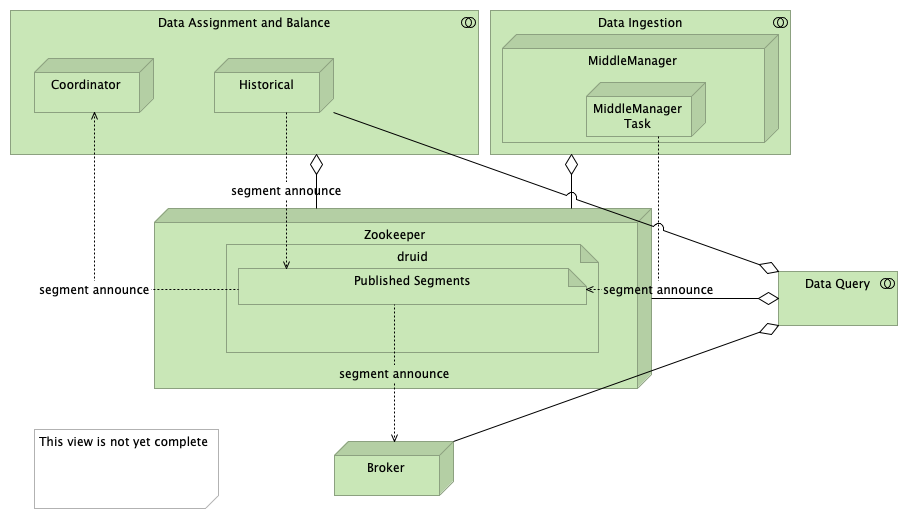 Data Assignment and Balance
Data Ingestion
Coordinator
Historical
MiddleManager
MiddleManager
Task
segment announce
Zookeeper
druid
Published Segments
segment announce
segment announce
Data Query
segment announce
This view is not yet complete
Broker